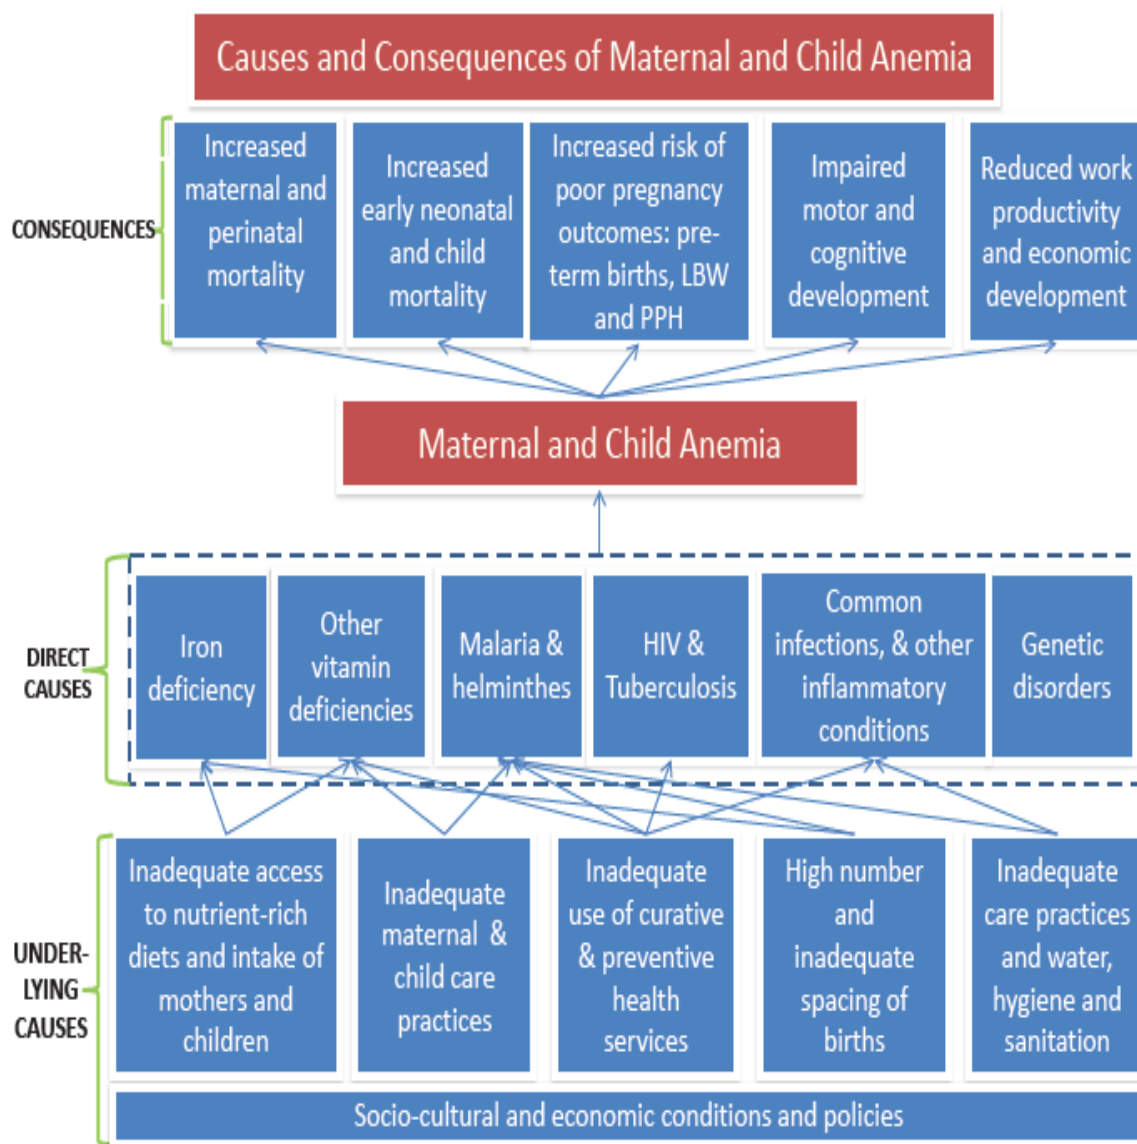 Causes and Consequences of Maternal and Child Anemia
CONSEQUENCES
Increased
maternal and
perinatal
mortality
Increased
early neonatal
and child
mortality
Increased risk of
poor pregnancy
outcomes: pre-
term births, LBW
and PPH
Impaired
motor and
cognitive
development
Reduced work
productivity
and economic
development
Maternal and Child Anemia
DIRECT
CAUSES
Iron
deficiency
Other
vitamin
deficiencies
Malaria &
helminthes
HIV &
Tuberculosis
Common
infections, & other
inflammatory
conditions
Genetic
disorders
UNDER-
LYING
CAUSES
Inadequate access
to nutrient-rich
diets and intake of
mothers and
children
Inadequate
maternal &
child care
practices
Inadequate
use of curative
& preventive
health
services
High number
and
inadequate
spacing of
births
Inadequate
care practices
and water,
hygiene and
sanitation
Socio-cultural and economic conditions and policies